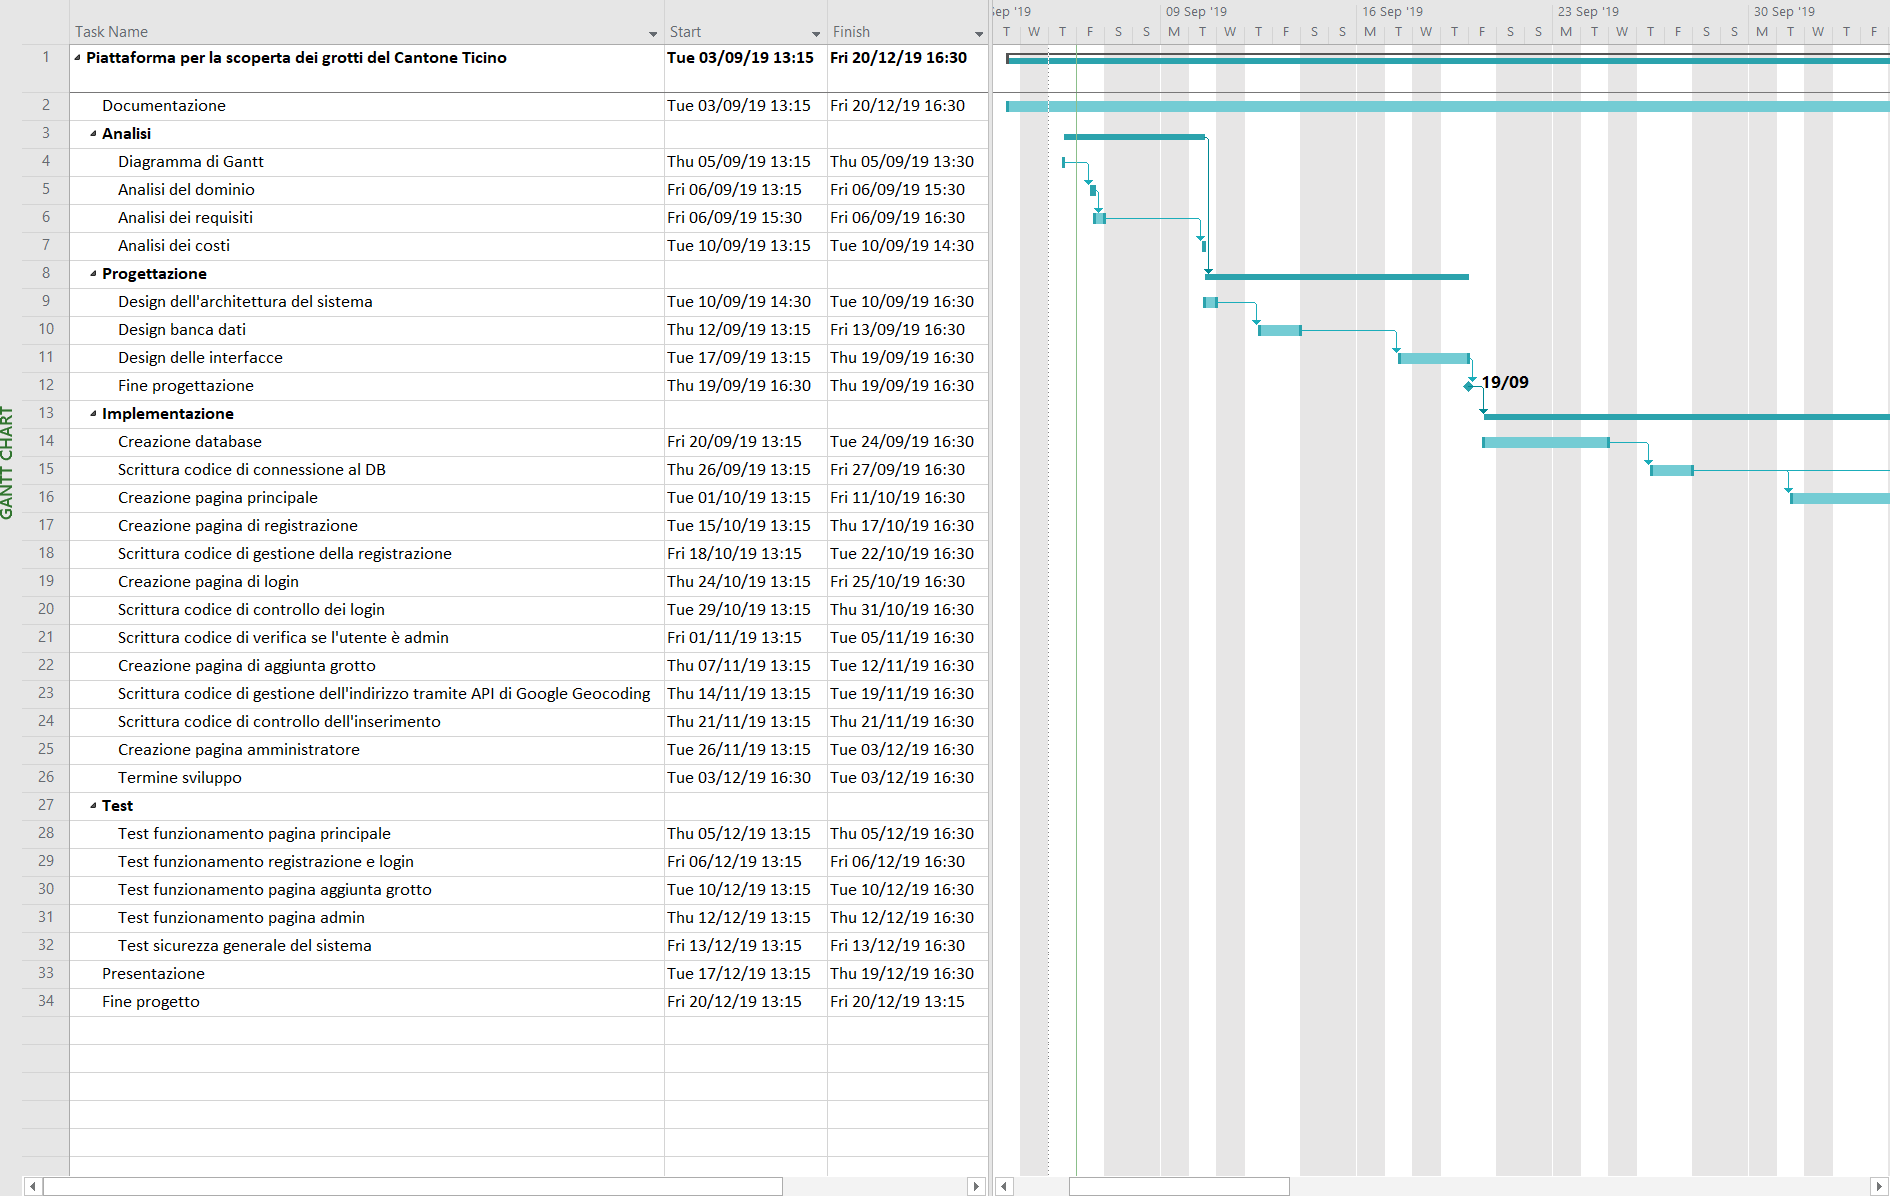 Task Name Start Finish
1 Piattaforma per la scoperta dei grotti del Cantone Ticino Tue 03/09/19 13:15 Fri 20/12/19 16:30
2 Documentazione Tue 03/09/19 13:15 Fri 20/12/19 16:30
3 Analisi
4 Diagramma di Gantt Thu 05/09/19 13:15 Thu 05/09/19 13:30
5 Analisi del dominio Fri 06/09/19 13:15 Fri 06/09/19 15:30
6 Analisi dei requisiti Fri 06/09/19 15:30 Fri 06/09/19 16:30
7 Analisi dei costi Tue 10/09/19 13:15 Tue 10/09/19 14:30
8 Progettazione
9 Design dell'architettura del sistema Tue 10/09/19 14:30 Tue 10/09/19 16:30
10 Design banca dati Thu 12/09/19 13:15 Fri 13/09/19 16:30
11 Design delle interfacce Tue 17/09/19 13:15 Thu 19/09/19 16:30
12 Fine progettazione Thu 19/09/19 16:30 Thu 19/09/19 16:30
13 Implementazione
14 Creazione database Fri 20/09/19 13:15 Tue 24/09/19 16:30
15 Scrittura codice di connessione al DB Thu 26/09/19 13:15 Fri 27/09/19 16:30
16 Creazione pagina principale Tue 01/10/19 13:15 Fri 11/10/19 16:30
17 Creazione pagina di registrazione Tue 15/10/19 13:15 Thu 17/10/19 16:30
18 Scrittura codice di gestione della registrazione Fri 18/10/19 13:15 Tue 22/10/19 16:30
19 Creazione pagina di login Thu 24/10/19 13:15 Fri 25/10/19 16:30
20 Scrittura codice di controllo dei login Tue 29/10/19 13:15 Thu 31/10/19 16:30
21 Scrittura codice di verifica se l'utente è admin Fri 01/11/19 13:15 Tue 05/11/19 16:30
22 Creazione pagina di aggiunta grotto Thu 07/11/19 13:15 Tue 12/11/19 16:30
23 Scrittura codice di gestione dell'indirizzo tramite API di Google Geocoding Thu 14/11/19 13:15 Tue 19/11/19 16:30
24 Scrittura codice di controllo dell'inserimento Thu 21/11/19 13:15 Thu 21/11/19 16:30
25 Creazione pagina amministratore Tue 26/11/19 13:15 Tue 03/12/19 16:30
26 Termine sviluppo Tue 03/12/19 16:30 Tue 03/12/19 16:30
27 Test
28 Test funzionamento pagina principale Thu 05/12/19 13:15 Thu 05/12/19 16:30
29 Test funzionamento registrazione e login Fri 06/12/19 13:15 Fri 06/12/19 16:30
30 Test funzionamento pagina aggiunta grotto Tue 10/12/19 13:15 Tue 10/12/19 16:30
31 Test funzionamento pagina admin Thu 12/12/19 13:15 Thu 12/12/19 16:30
32 Test sicurezza generale del sistema Fri 13/12/19 13:15 Fri 13/12/19 16:30
33 Presentazione Tue 17/12/19 13:15 Thu 19/12/19 16:30
34 Fine progetto Fri 20/12/19 13:15 Fri 20/12/19 13:15
GANTT CHART
Sep '19 09 Sep '19 16 Sep '19 23 Sep '19 30 Sep '19
T W T F S S M T W T F S S M T W T F S S M T W T F S S M T W T F
19/09